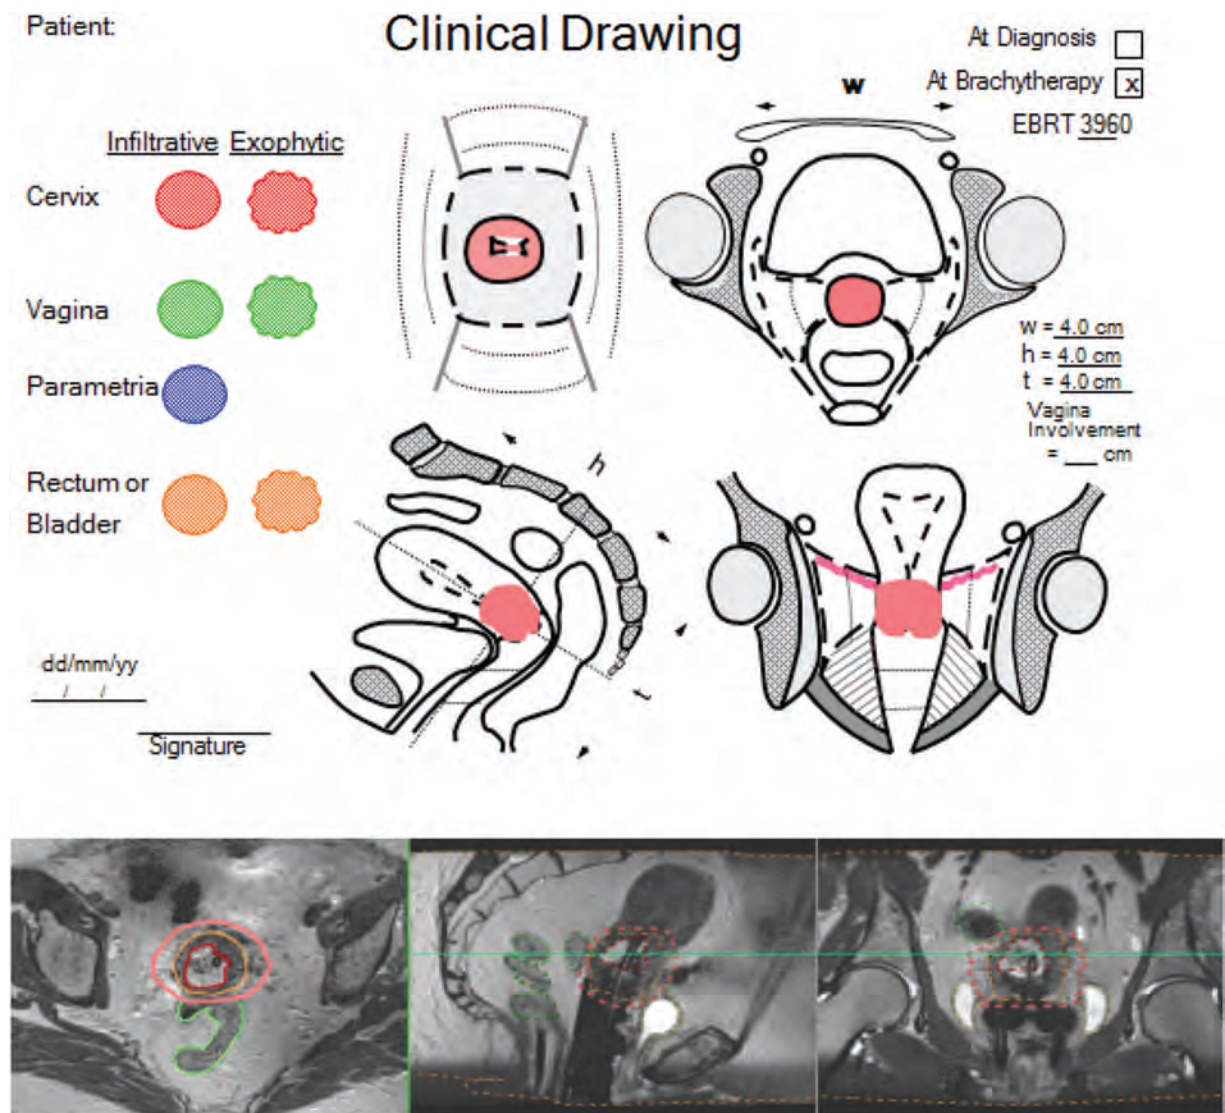 Patient:
Clinical Drawing
At Diagnosis
At Brachytherapy x
EBRT 3960
w
Infiltrative Exophytic
Cervix
Vagina
Parametria
Rectum or
Bladder
w = 4.0 cm
h = 4.0 cm
t = 4.0 cm
Vagina
Involvement
= ___ cm
h
t
dd/mm/yy
/ /
Signature